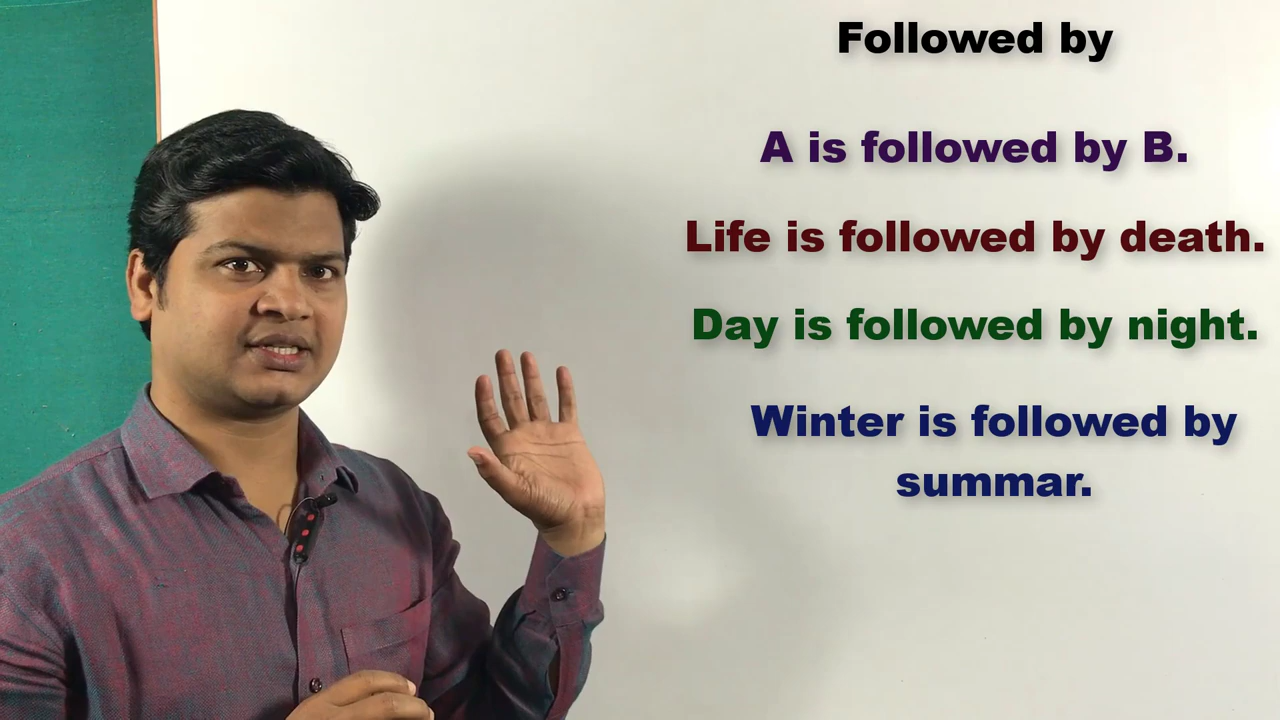 Followed by
A is followed by B.
Life is followed by death.
Day is followed by night.
Winter is followed by
summar.